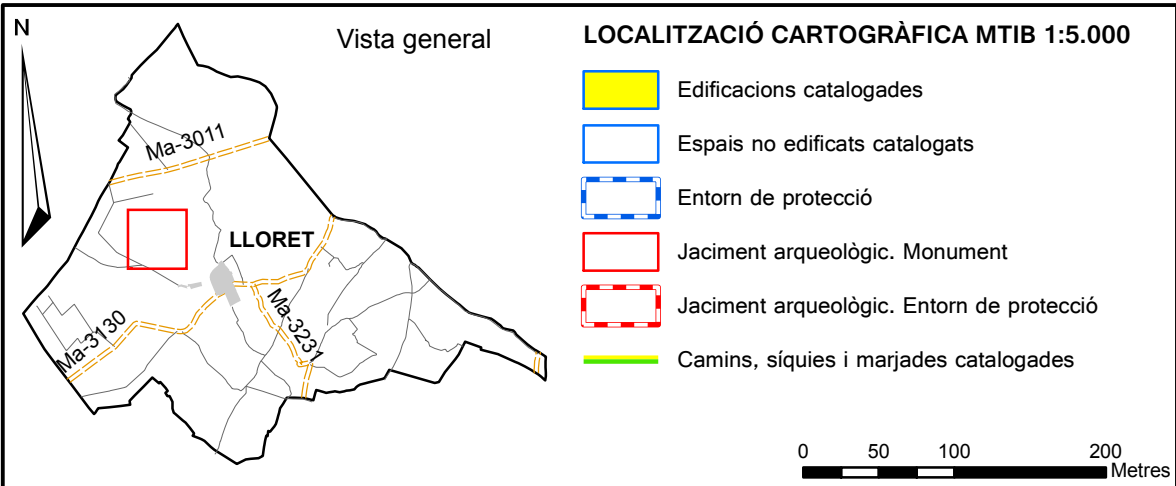 N
Vista general
Ma-3011
LLORET
Ma-3130
Ma-3231
LOCALITZACIÓ CARTOGRÀFICA MTIB 1:5.000
Edificacions catalogades
Espais no edificats catalogats
Entorn de protecció
Jaciment arqueològic. Monument
Jaciment arqueològic. Entorn de protecció
Camins, síquies i marjades catalogades
0 50 100 200
Metres